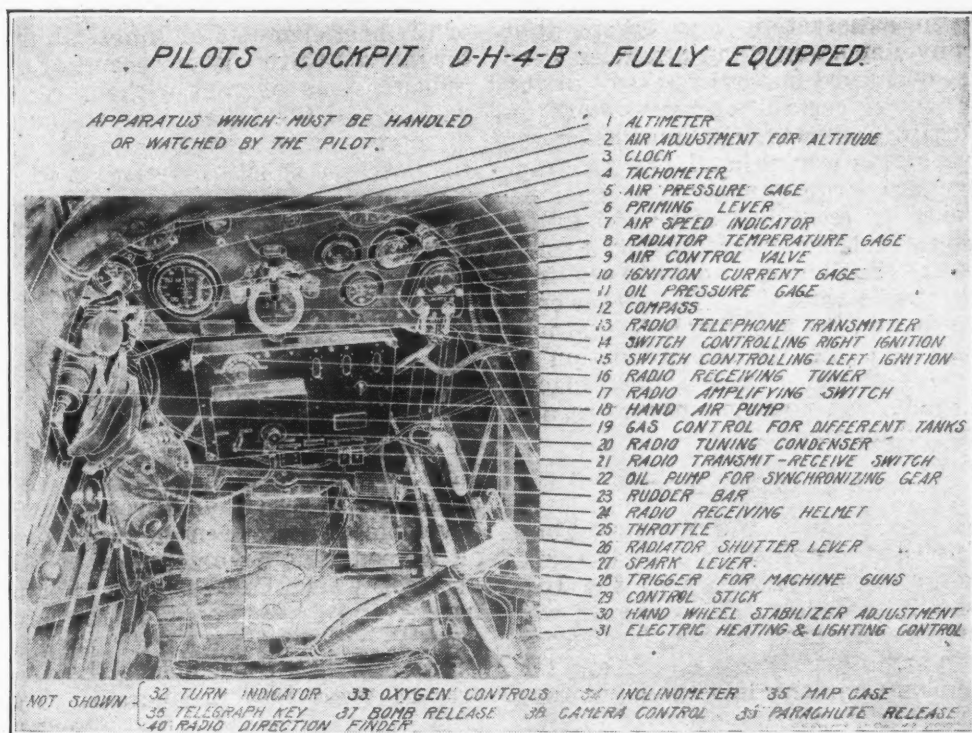 PILOTS COCKPIT D-H-4-B FULLY EQUIPPED.
APPARATUS WHICH MUST BE HANDLED
OR WATCHED BY THE PILOT.
1 ALTIMETER
2 AIR ADJUSTMENT FOR ALTITUDE
3 CLOCK
4 TACHOMETER
5 AIR PRESSURE GAGE
6 PRIMING LEVER
7 AIR SPEED INDICATOR
8 RADIATOR TEMPERATURE GAGE
9 AIR CONTROL VALVE
10 IGNITION CURRENT GAGE
11 OIL PRESSURE GAGE
12 COMPASS
13 RADIO TELEPHONE TRANSMITTER
14 SWITCH CONTROLLING RIGHT IGNITION
15 SWITCH CONTROLLING LEFT IGNITION
16 RADIO RECEIVING TUNER
17 RADIO AMPLIFYING SWITCH
18 HAND AIR PUMP
19 GAS CONTROL FOR DIFFERENT TANKS
20 RADIO TUNING CONDENSER
21 RADIO TRANSMIT-RECEIVE SWITCH
22 OIL PUMP FOR SYNCHRONIZING GEAR
23 RUDDER BAR
24 RADIO RECEIVING HELMET
25 THROTTLE
26 RADIATOR SHUTTER LEVER
27 SPARK LEVER
28 TRIGGER FOR MACHINE GUNS
29 CONTROL STICK
30 HAND WHEEL STABILIZER ADJUSTMENT
31 ELECTRIC HEATING & LIGHTING CONTROL
NOT SHOWN - 32 TURN INDICATOR 33 OXYGEN CONTROLS 34 INCLINOMETER 35 MAP CASE
36 TELEGRAPH KEY 37 BOMB RELEASE 38 CAMERA CONTROL 39 PARACHUTE RELEASE
40 RADIO DIRECTION FINDER